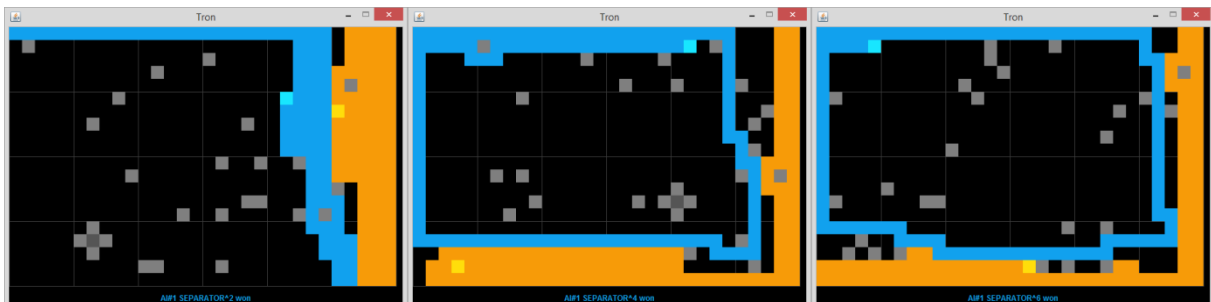 Tron
Tron
Tron
AI#1 SEPARATOR^2 won
AI#1 SEPARATOR^4 won
AI#1 SEPARATOR^6 won